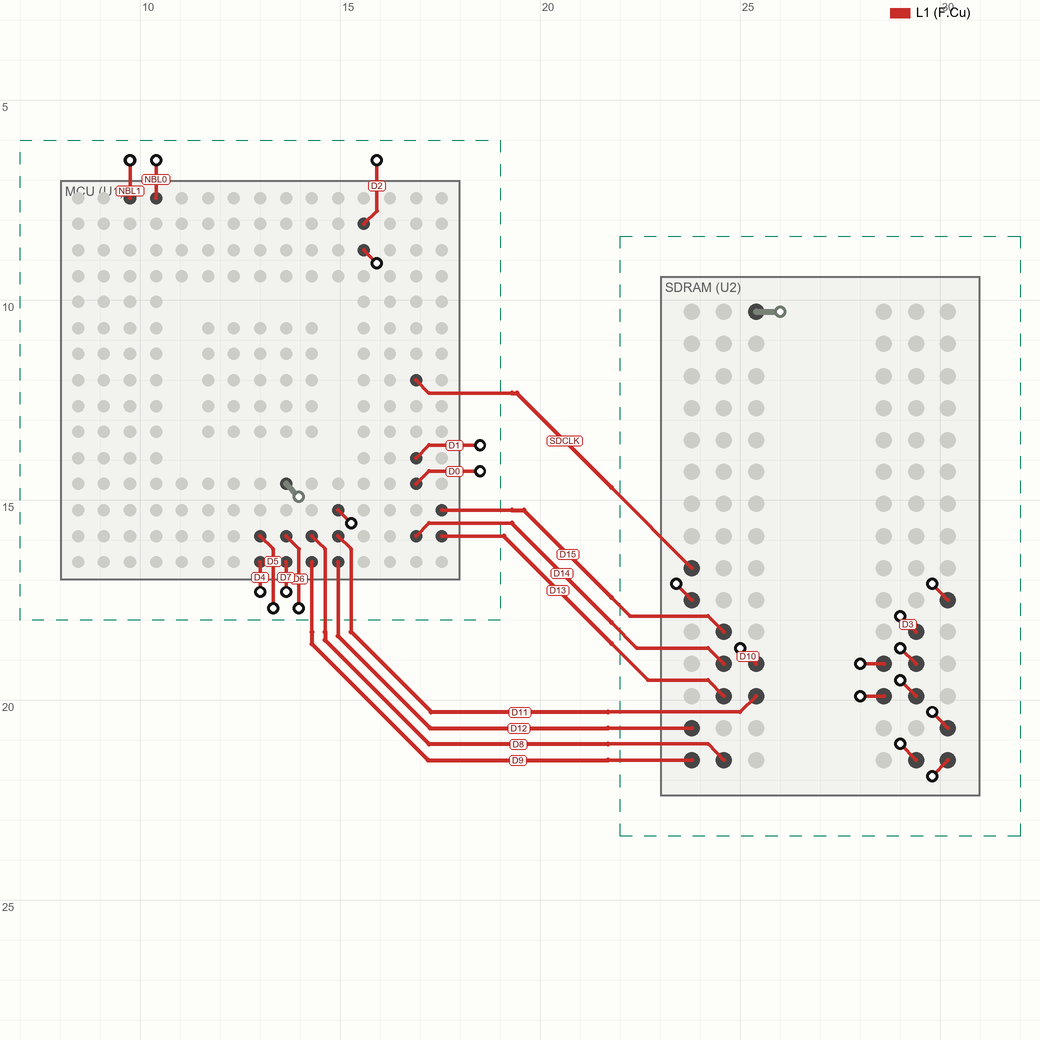 10
15
20
25
30
L1 (F.Cu)
5
NBL1
NBL0
D2
MCU (U1)
SDRAM (U2)
10
SDCLK
D1
D0
15
D15
D5
D14
D4
D7
D6
D13
D3
D10
20
D11
D12
D8
D9
25